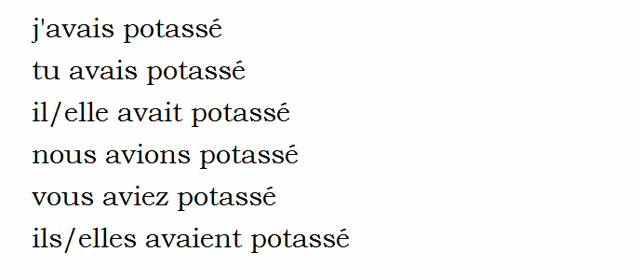 j'avais potassé
tu avais potassé
il/elle avait potassé
nous avions potassé
vous aviez potassé
ils/elles avaient potassé